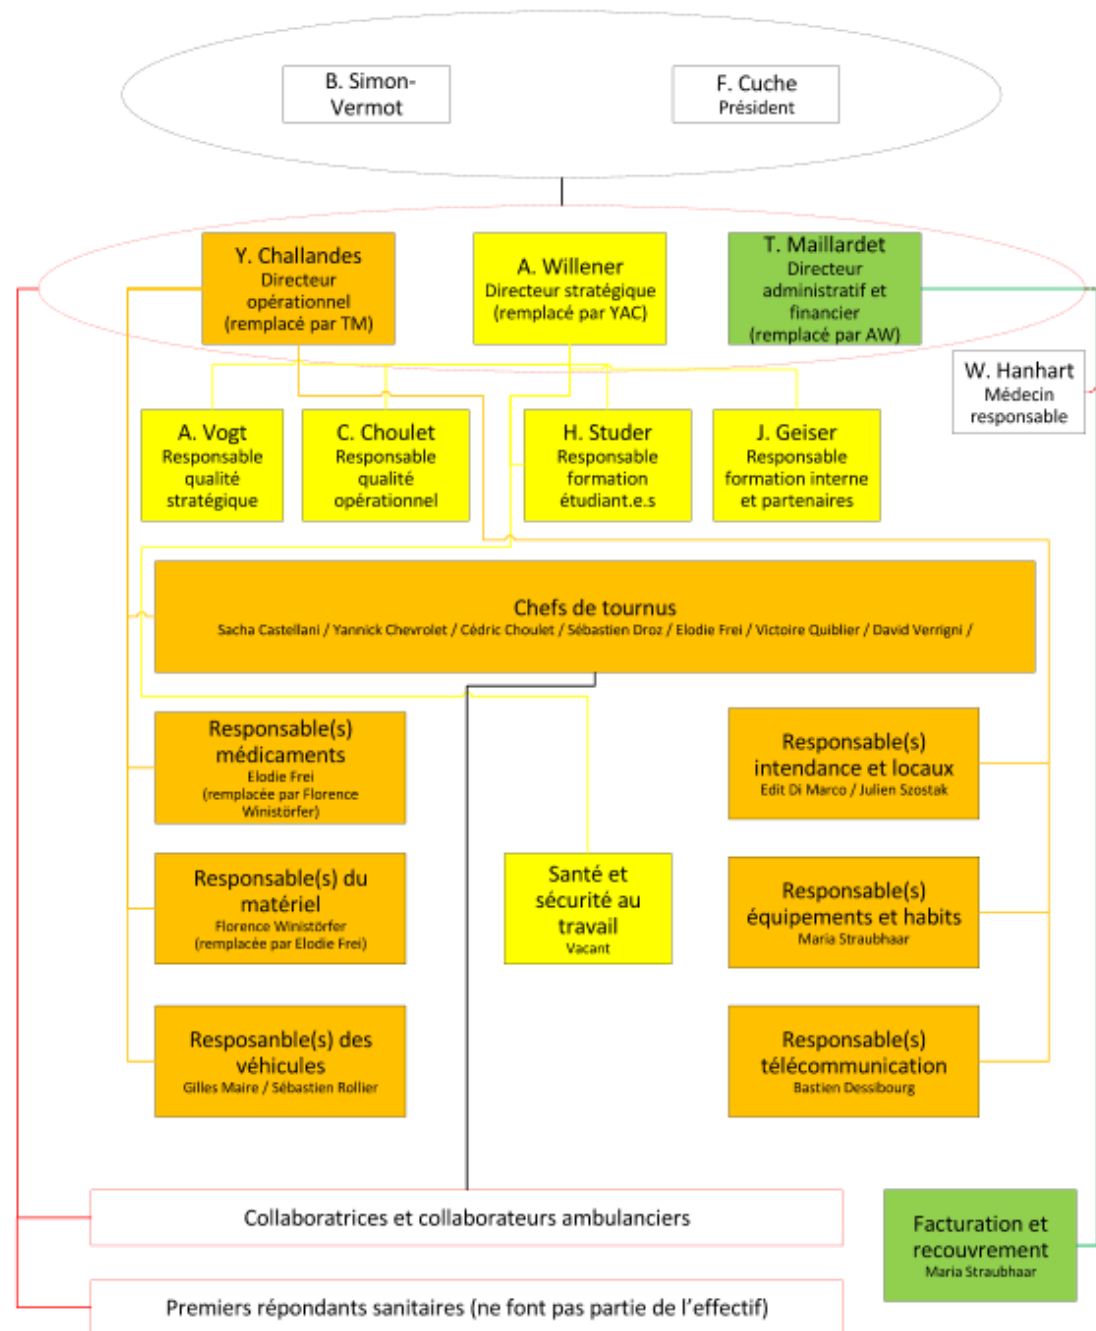 B. Simon-
Vermot
F. Cuche
Président
Y. Challandes
Directeur
opérationnel
(remplacé par TM)
A. Willener
Directeur stratégique
(remplacé par YAC)
T. Maillardet
Directeur
administratif et
financier
(remplacé par AW)
W. Hanhart
Médecin
responsable
A. Vogt
Responsable
qualité
stratégique
C. Choulet
Responsable
qualité
opérationnel
H. Studer
Responsable
formation
étudiant.e.s
J. Geiser
Responsable
formation interne
et partenaires
Chefs de tournus
Sacha Castellani / Yannick Chevrolet / Cédric Choulet / Sébastien Droz / Elodie Frei / Victoire Quiblier / David Verrigni /
Responsable(s)
médicaments
Elodie Frei
(remplacée par Florence
Winistörfer)
Responsable(s)
intendance et locaux
Edit Di Marco / Julien Szostak
Responsable(s) du
matériel
Florence Winistörfer
(remplacée par Elodie Frei)
Santé et
sécurité au
travail
Vacant
Responsable(s)
équipements et habits
Maria Straubhaar
Resposanble(s) des
véhicules
Gilles Maire / Sébastien Rollier
Responsable(s)
télécommunication
Bastien Dessibourg
Collaboratrices et collaborateurs ambulanciers
Facturation et
recouvrement
Maria Straubhaar
Premiers répondants sanitaires (ne font pas partie de l'effectif)